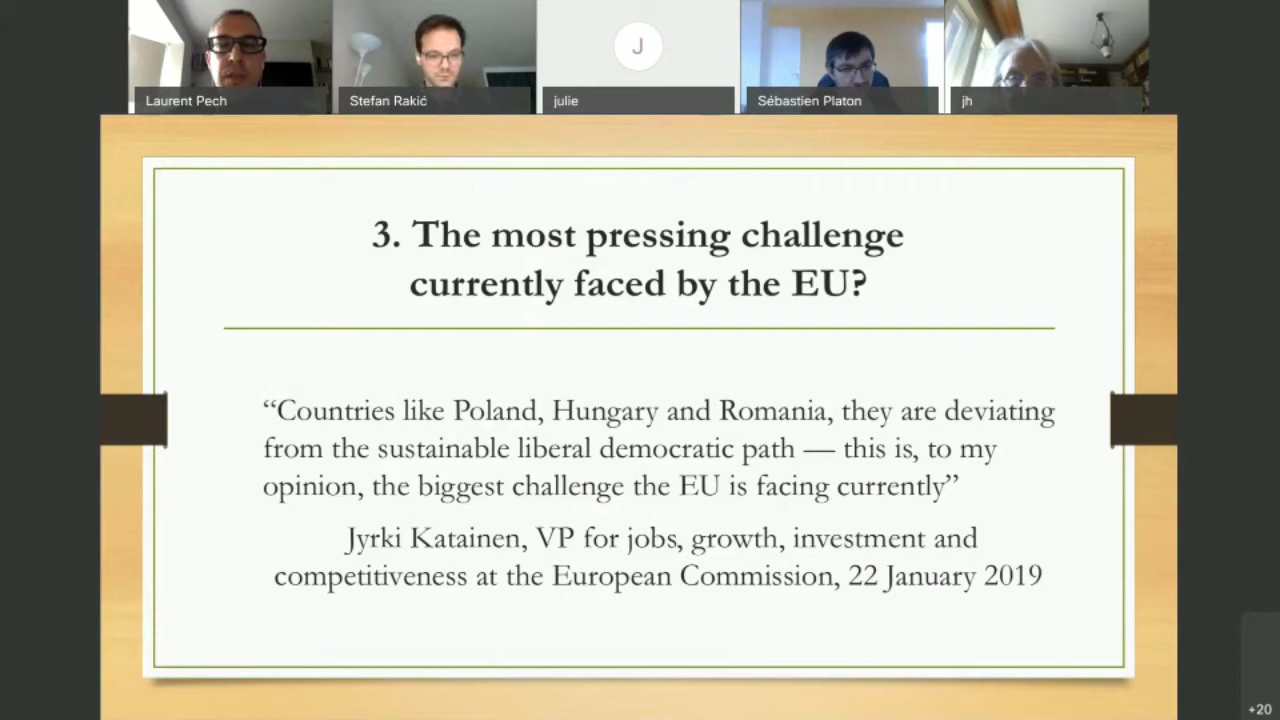 Laurent Pech
Stefan Rakić
J
julie
Sébastien Platon
jh
3. The most pressing challenge
currently faced by the EU?
“Countries like Poland, Hungary and Romania, they are deviating
from the sustainable liberal democratic path — this is, to my
opinion, the biggest challenge the EU is facing currently”
Jyrki Katainen, VP for jobs, growth, investment and
competitiveness at the European Commission, 22 January 2019
+20